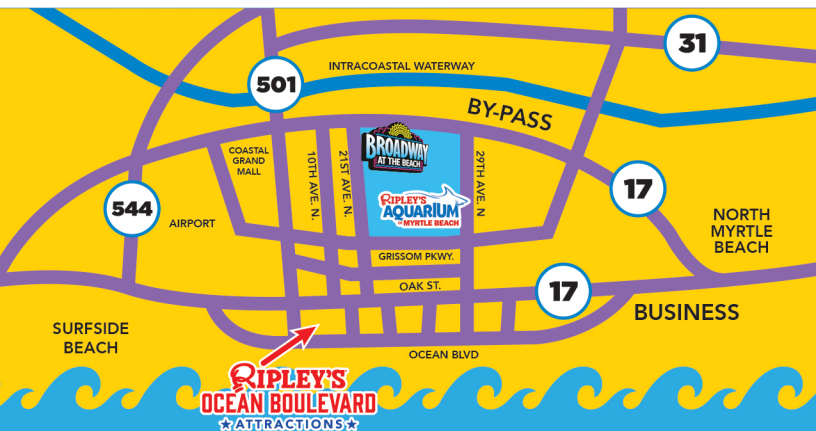 31
INTRACOASTAL WATERWAY
501
BY-PASS
BROADWAY
AT THE BEACH
COASTAL
GRAND
MALL
10TH AVE. N.
21ST AVE. N.
29TH AVE. N
17
RIPLEY'S
AQUARIUM
OF MYRTLE BEACH
544
AIRPORT
NORTH
MYRTLE
BEACH
GRISSOM PKWY.
OAK ST.
17
BUSINESS
SURFSIDE
BEACH
OCEAN BLVD
RIPLEY'S
OCEAN BOULEVARD
★ATTRACTIONS★